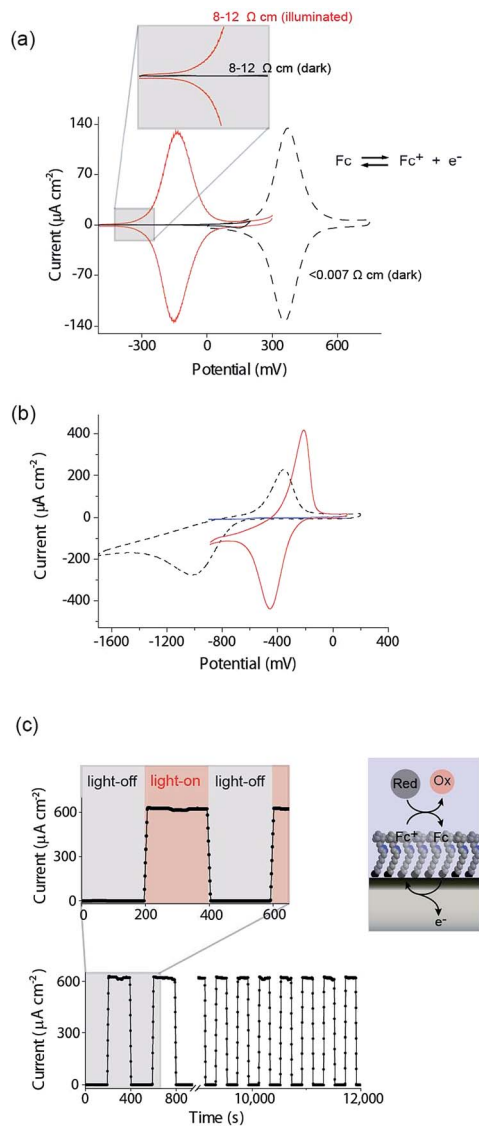 (a)
8-12 Ω cm (illuminated)
8-12 Ω cm (dark)
140
70
0
-70
-140
Current (μA cm⁻²)
Fc ⇌ Fc⁺ + e⁻
<0.007 Ω cm (dark)
-300 0 300 600
Potential (mV)
(b)
400
200
0
-200
-400
Current (μA cm⁻²)
-1600 -1200 -800 -400 0 400
Potential (mV)
(c)
light-off light-on light-off
600
300
0
Current (μA cm⁻²)
0 200 400 600
Red Ox
Fc⁺ Fc
e⁻
600
300
0
Current (μA cm⁻²)
0 400 800 10,000 12,000
Time (s)